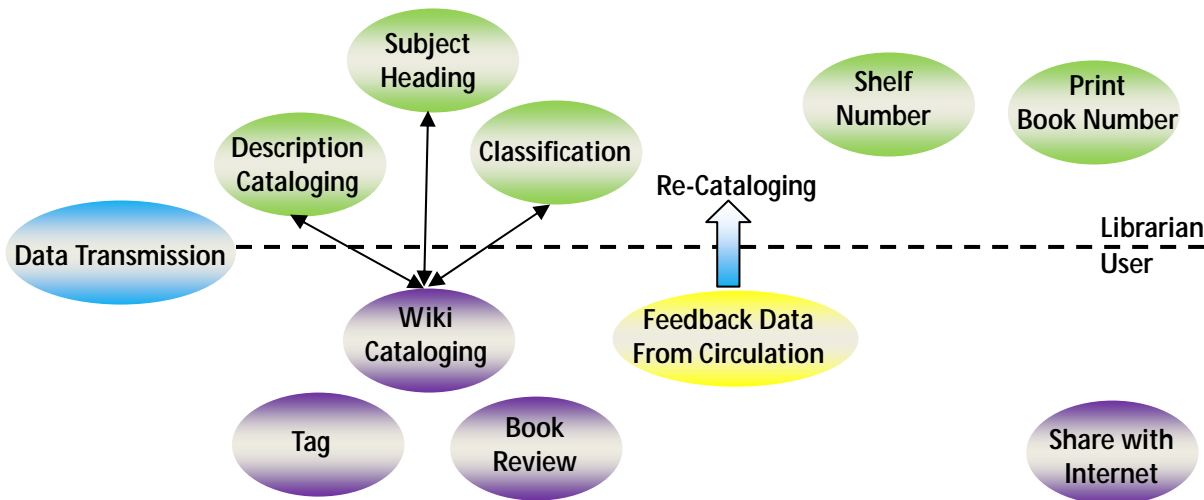 Subject
Heading
Shelf
Number
Print
Book Number
Description
Cataloging
Classification
Re-Cataloging
Data Transmission
Librarian
User
Wiki
Cataloging
Feedback Data
From Circulation
Tag
Book
Review
Share with
Internet